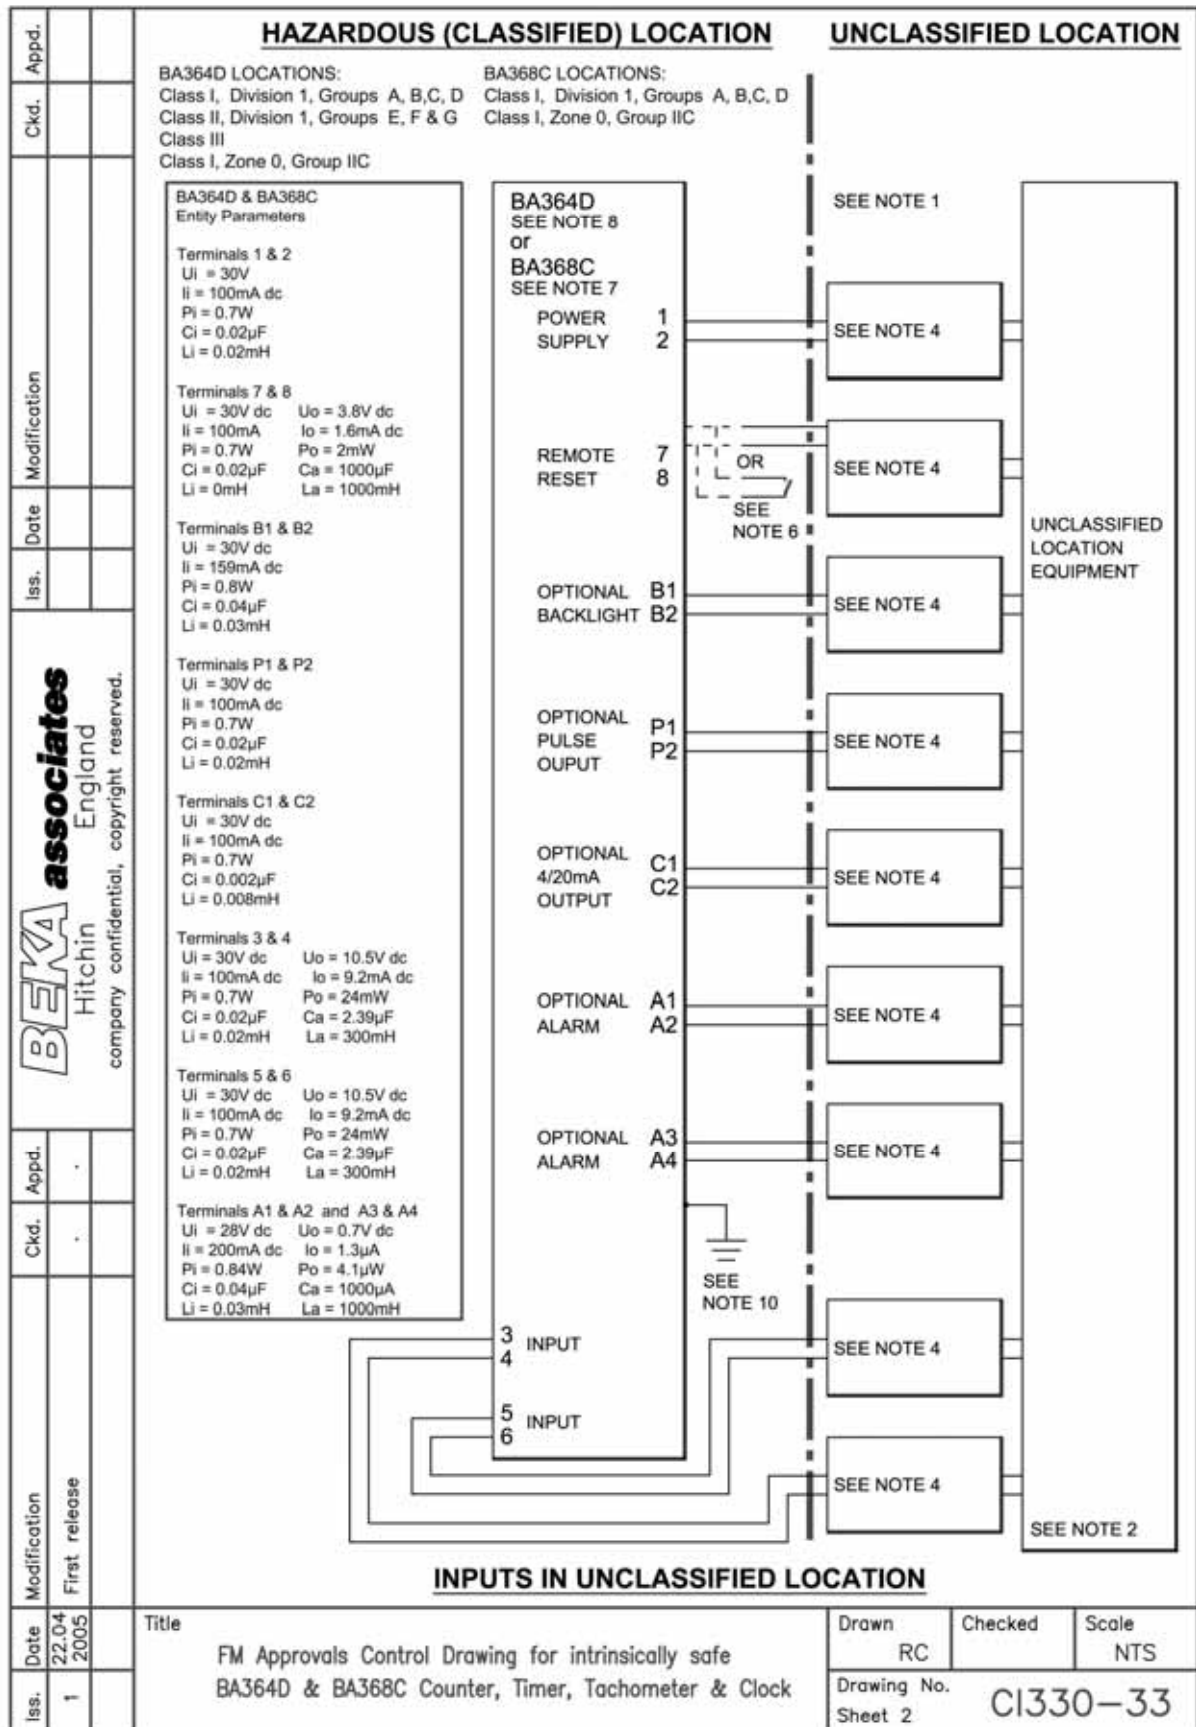 HAZARDOUS (CLASSIFIED) LOCATION
UNCLASSIFIED LOCATION
BA364D LOCATIONS:
Class I, Division 1, Groups A, B,C, D
Class II, Division 1, Groups E, F & G
Class III
Class I, Zone 0, Group IIC
BA368C LOCATIONS:
Class I, Division 1, Groups A, B,C, D
Class I, Zone 0, Group IIC
BA364D & BA368C
Entity Parameters
Terminals 1 & 2
Ui = 30V
Ii = 100mA dc
Pi = 0.7W
Ci = 0.02µF
Li = 0.02mH
Terminals 7 & 8
Ui = 30V dc Uo = 3.8V dc
Ii = 100mA Io = 1.6mA dc
Pi = 0.7W Po = 2mW
Ci = 0.02µF Ca = 1000µF
Li = 0mH La = 1000mH
Terminals B1 & B2
Ui = 30V dc
Ii = 159mA dc
Pi = 0.8W
Ci = 0.04µF
Li = 0.03mH
Terminals P1 & P2
Ui = 30V dc
Ii = 100mA dc
Pi = 0.7W
Ci = 0.02µF
Li = 0.02mH
Terminals C1 & C2
Ui = 30V dc
Ii = 100mA dc
Pi = 0.7W
Ci = 0.002µF
Li = 0.008mH
Terminals 3 & 4
Ui = 30V dc Uo = 10.5V dc
Ii = 100mA dc Io = 9.2mA dc
Pi = 0.7W Po = 24mW
Ci = 0.02µF Ca = 2.39µF
Li = 0.02mH La = 300mH
Terminals 5 & 6
Ui = 30V dc Uo = 10.5V dc
Ii = 100mA dc Io = 9.2mA dc
Pi = 0.7W Po = 24mW
Ci = 0.02µF Ca = 2.39µF
Li = 0.02mH La = 300mH
Terminals A1 & A2 and A3 & A4
Ui = 28V dc Uo = 0.7V dc
Ii = 200mA dc Io = 1.3µA
Pi = 0.84W Po = 4.1µW
Ci = 0.04µF Ca = 1000µA
Li = 0.03mH La = 1000mH
BA364D
SEE NOTE 8
or
BA368C
SEE NOTE 7
POWER 1
SUPPLY 2
REMOTE 7
RESET 8
OR
SEE
NOTE 6
OPTIONAL B1
BACKLIGHT B2
OPTIONAL
PULSE
OUPUT
P1
P2
OPTIONAL
4/20mA
OUTPUT
C1
C2
OPTIONAL A1
ALARM A2
OPTIONAL A3
ALARM A4
SEE
NOTE 10
3
4
INPUT
5
6
INPUT
SEE NOTE 1
SEE NOTE 4
SEE NOTE 4
SEE NOTE 4
SEE NOTE 4
SEE NOTE 4
SEE NOTE 4
SEE NOTE 4
SEE NOTE 4
SEE NOTE 4
UNCLASSIFIED
LOCATION
EQUIPMENT
SEE NOTE 2
INPUTS IN UNCLASSIFIED LOCATION
Title
FM Approvals Control Drawing for intrinsically safe
BA364D & BA368C Counter, Timer, Tachometer & Clock
Drawn
RC
Checked
Scale
NTS
Drawing No.
Sheet 2
CI330-33
Iss. Date Modification Ckd. Appd.
1 22.04 2005 First release . .
BEKA associates
Hitchin England
company confidential, copyright reserved.
Iss. Date Modification Ckd. Appd.